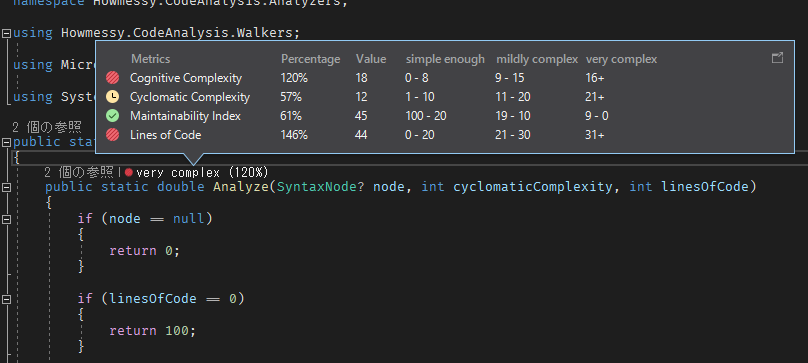 namespace Howmessy.CodeAnalysis.Analyzers;
using Howmessy.CodeAnalysis.Walkers;
Metrics Percentage Value simple enough mildly complex very complex
using Micr
Cognitive Complexity 120% 18 0 - 8 9 - 15 16+
using Syst
Cyclomatic Complexity 57% 12 1 - 10 11 - 20 21+
Maintainability Index 61% 45 100 - 20 19 - 10 9 - 0
2 個の参照
Lines of Code 146% 44 0 - 20 21 - 30 31+
public sta
{
2 個の参照 | very complex (120%)
public static double Analyze(SyntaxNode? node, int cyclomaticComplexity, int linesOfCode)
{
if (node == null)
{
return 0;
}
if (linesOfCode == 0)
{
return 100;
}